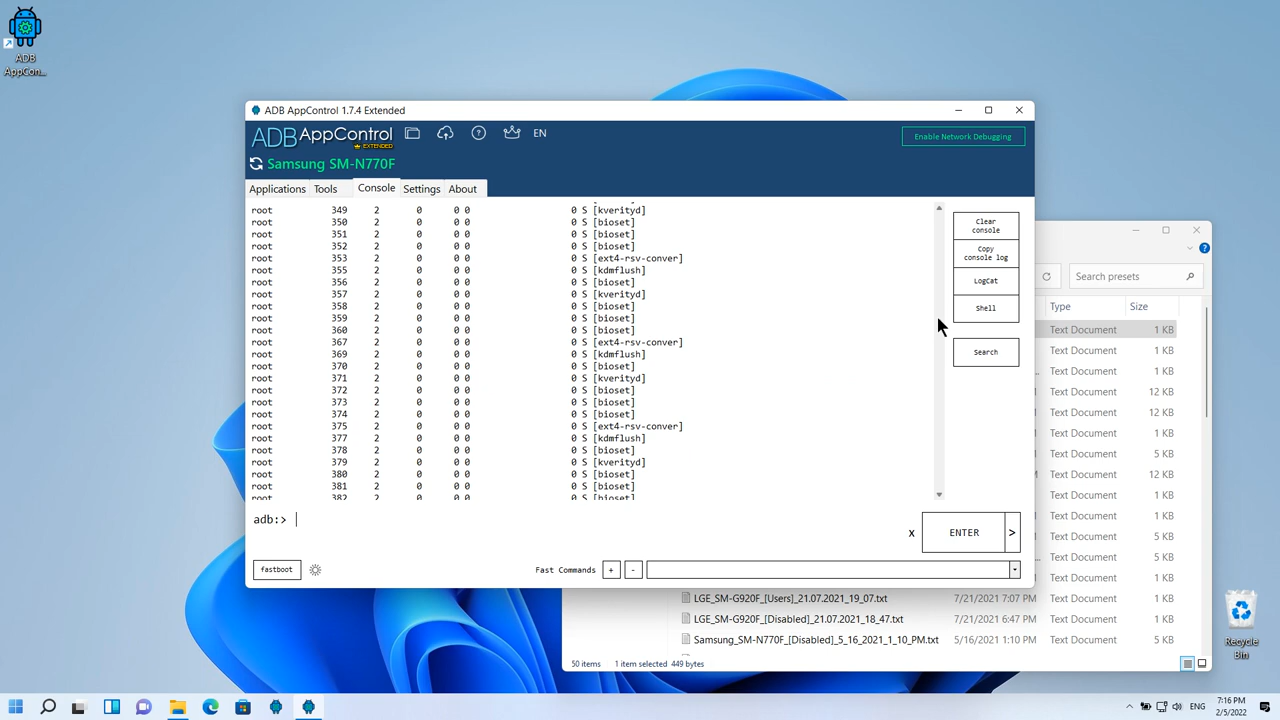 ADB
AppCon...
ADB AppControl 1.7.4 Extended
ADB AppControl
EXTENDED
EN
Enable Network Debugging
Samsung SM-N770F
Applications Tools Console Settings About
root 349 2 0 0 0 0 S [kverityd]
root 350 2 0 0 0 0 S [bioset]
root 351 2 0 0 0 0 S [bioset]
root 352 2 0 0 0 0 S [bioset]
root 353 2 0 0 0 0 S [ext4-rsv-conver]
root 355 2 0 0 0 0 S [kdmflush]
root 356 2 0 0 0 0 S [bioset]
root 357 2 0 0 0 0 S [kverityd]
root 358 2 0 0 0 0 S [bioset]
root 359 2 0 0 0 0 S [bioset]
root 360 2 0 0 0 0 S [bioset]
root 367 2 0 0 0 0 S [ext4-rsv-conver]
root 369 2 0 0 0 0 S [kdmflush]
root 370 2 0 0 0 0 S [bioset]
root 371 2 0 0 0 0 S [kverityd]
root 372 2 0 0 0 0 S [bioset]
root 373 2 0 0 0 0 S [bioset]
root 374 2 0 0 0 0 S [bioset]
root 375 2 0 0 0 0 S [ext4-rsv-conver]
root 377 2 0 0 0 0 S [kdmflush]
root 378 2 0 0 0 0 S [bioset]
root 379 2 0 0 0 0 S [kverityd]
root 380 2 0 0 0 0 S [bioset]
root 381 2 0 0 0 0 S [bioset]
root 382 2 0 0 0 0 S [bioset]
Clear
console
Copy
console log
LogCat
Shell
Search
adb:>
x ENTER >
fastboot
Fast Commands + -
Search presets
Type Size
Text Document 1 KB
Text Document 1 KB
Text Document 1 KB
Text Document 12 KB
Text Document 12 KB
Text Document 1 KB
Text Document 5 KB
Text Document 12 KB
Text Document 1 KB
Text Document 1 KB
Text Document 5 KB
Text Document 5 KB
Text Document 1 KB
LGE_SM-G920F_[Users]_21.07.2021_19_07.txt 7/21/2021 7:07 PM Text Document 1 KB
LGE_SM-G920F_[Disabled]_21.07.2021_18_47.txt 7/21/2021 6:47 PM Text Document 1 KB
Samsung_SM-N770F_[Disabled]_5_16_2021_1_10_PM.txt 5/16/2021 1:10 PM Text Document 5 KB
50 items 1 item selected 449 bytes
Recycle
Bin
ENG
7:16 PM
2/5/2022